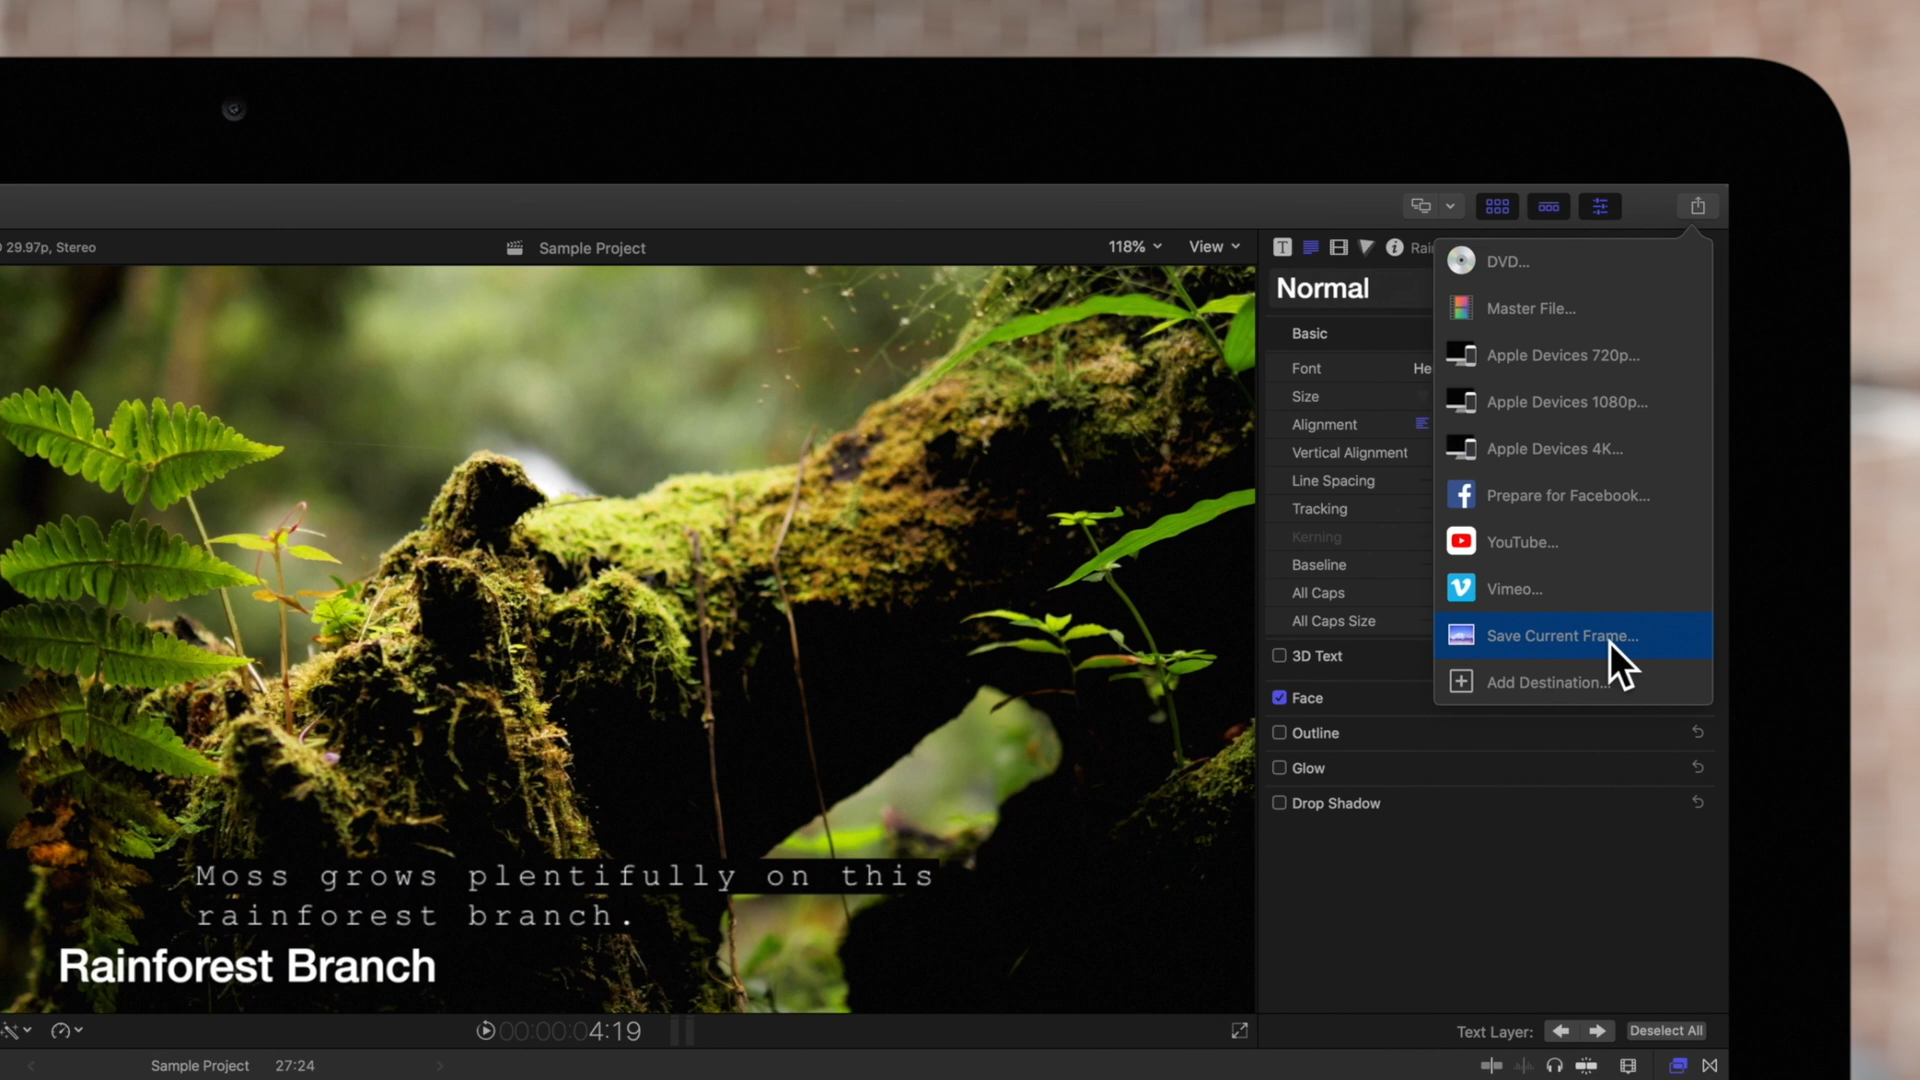 29.97p, Stereo
Sample Project
118%
View
Normal
Basic
Font
He
Size
Alignment
Vertical Alignment
Line Spacing
Tracking
Kerning
Baseline
All Caps
All Caps Size
3D Text
Face
Outline
Glow
Drop Shadow
DVD...
Master File...
Apple Devices 720p...
Apple Devices 1080p...
Apple Devices 4K...
Prepare for Facebook...
YouTube...
Vimeo...
Save Current Frame...
Add Destination...
Moss grows plentifully on this
rainforest branch.
Rainforest Branch
00:00:04:19
Text Layer:
Deselect All
Sample Project
27:24